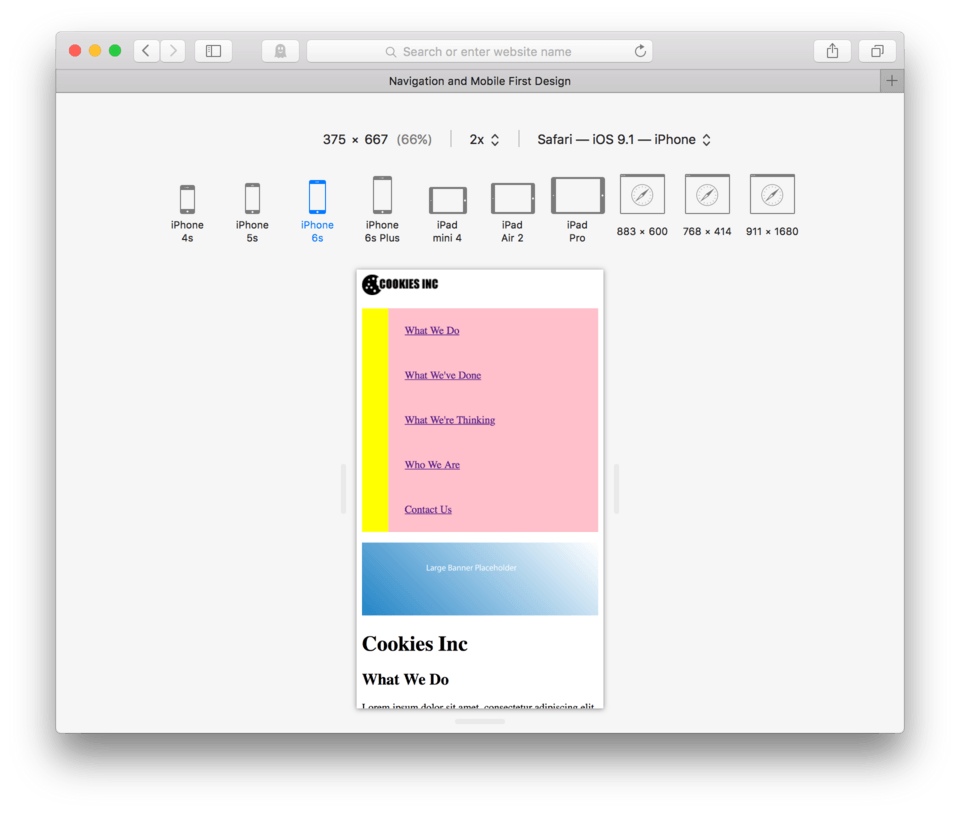 Search or enter website name
Navigation and Mobile First Design
375 × 667 (66%) 2x Safari — iOS 9.1 — iPhone
iPhone 4s
iPhone 5s
iPhone 6s
iPhone 6s Plus
iPad mini 4
iPad Air 2
iPad Pro
883 × 600
768 × 414
911 × 1680
COOKIES INC
What We Do
What We've Done
What We're Thinking
Who We Are
Contact Us
Large Banner Placeholder
Cookies Inc
What We Do
Lorem ipsum dolor sit amet, consectetur adipiscing elit